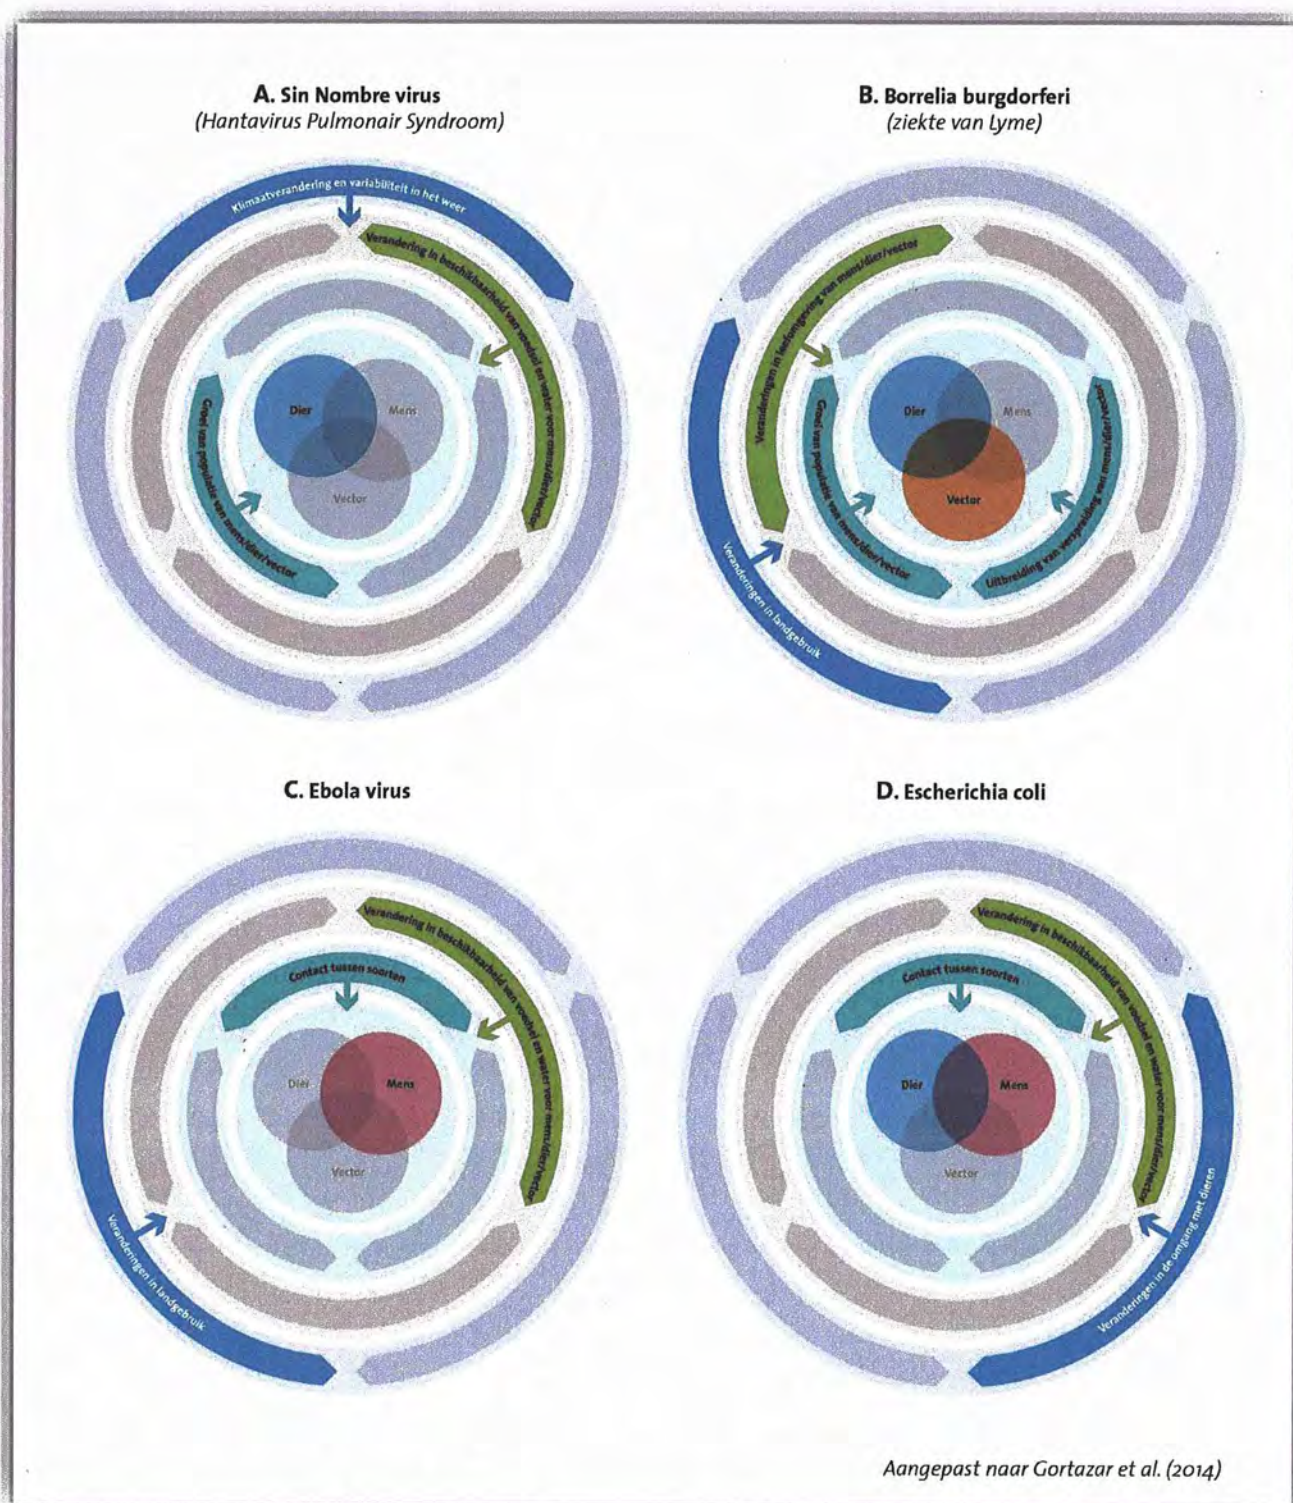 A. Sin Nombre virus
(Hantavirus Pulmonair Syndroom)
Klimaatverandering en variabiliteit in het weer
Verandering in beschikbaarheid van voedsel en water voor mens/dier/vector
Groei van populatie van mens/dier/vector
Dier
Mens
Vector
B. Borrelia burgdorferi
(ziekte van Lyme)
Veranderingen in leefomgeving van mens/dier/vector
Groei van populatie van mens/dier/vector
Uitbreiding van verspreiding van mens/dier/vector
Veranderingen in landgebruik
Dier
Mens
Vector
C. Ebola virus
Verandering in beschikbaarheid van voedsel en water voor mens/dier/vector
Contact tussen soorten
Veranderingen in landgebruik
Dier
Mens
Vector
D. Escherichia coli
Verandering in beschikbaarheid van voedsel en water voor mens/dier/vector
Contact tussen soorten
Veranderingen in de omgang met dieren
Dier
Mens
Vector
Aangepast naar Gortazar et al. (2014)